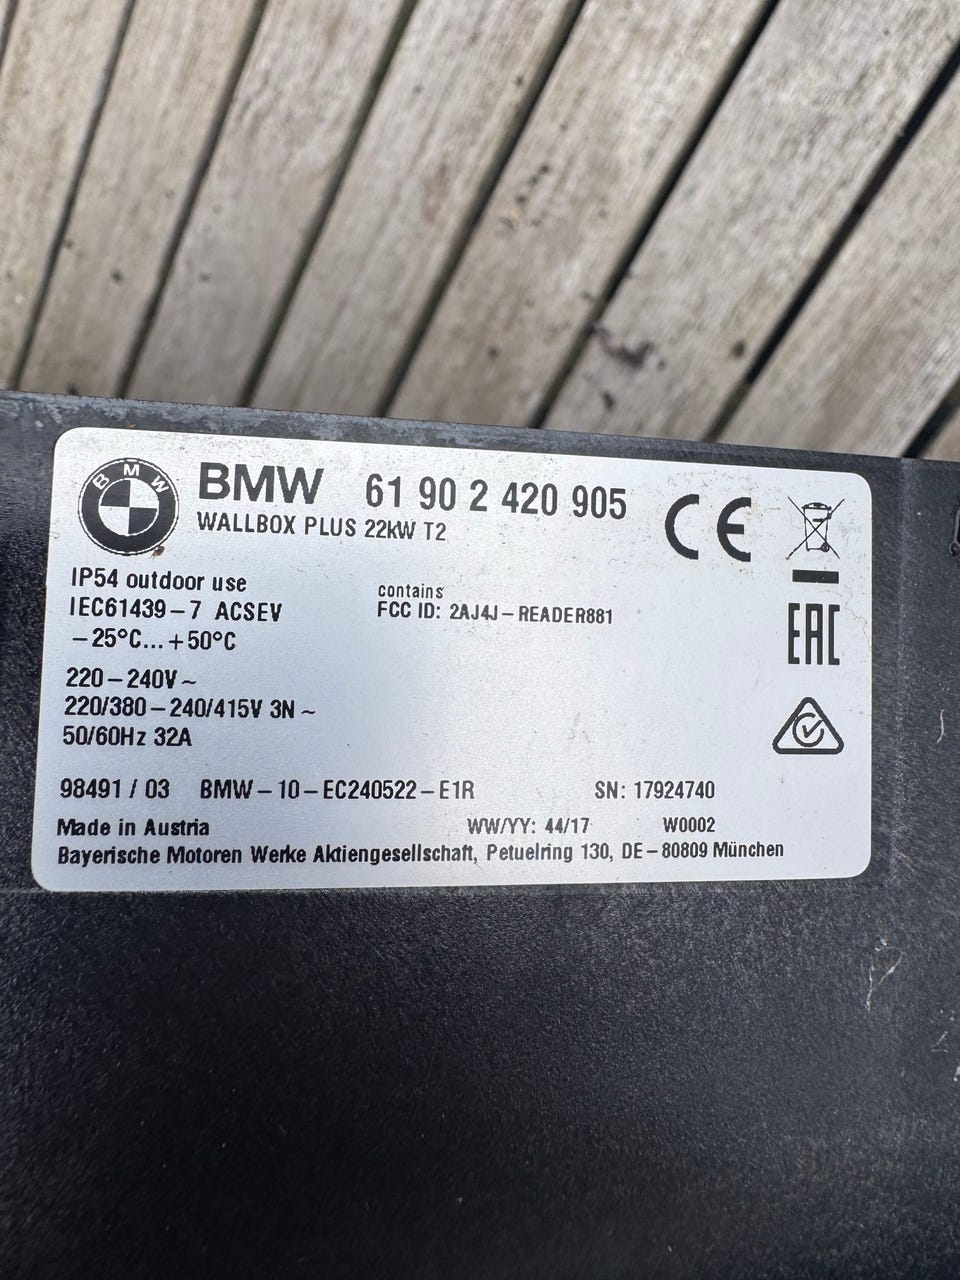 BMW
BMW 61 90 2 420 905
WALLBOX PLUS 22kW T2
CE
IP54 outdoor use
IEC61439-7 ACSEV
-25°C...+50°C
contains
FCC ID: 2AJ4J-READER881
EAC
220-240V~
220/380-240/415V 3N~
50/60Hz 32A
98491 / 03 BMW-10-EC240522-E1R SN: 17924740
Made in Austria WW/YY: 44/17 W0002
Bayerische Motoren Werke Aktiengesellschaft, Petuelring 130, DE-80809 München